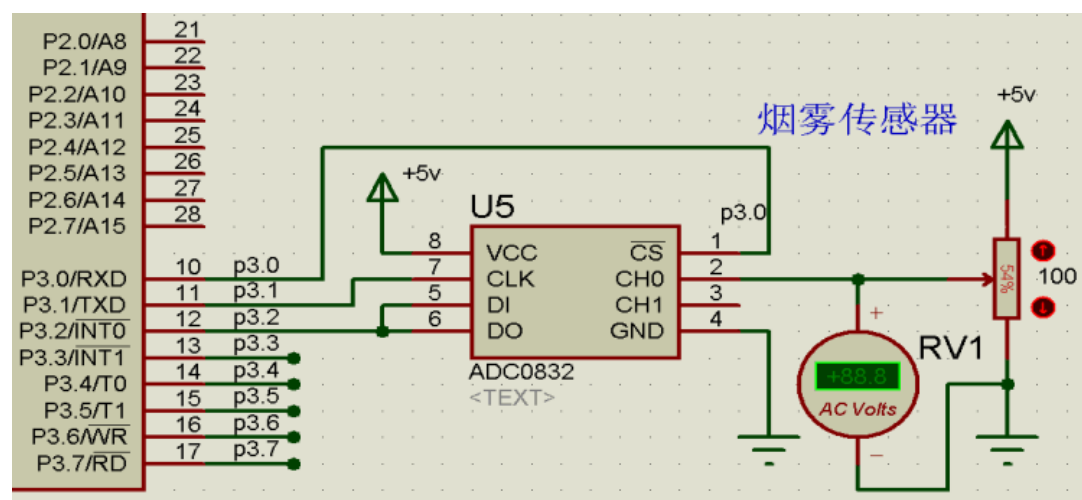 P2.0/A8 21
P2.1/A9 22
P2.2/A10 23
P2.3/A11 24
P2.4/A12 25
P2.5/A13 26
P2.6/A14 27
P2.7/A15 28
P3.0/RXD 10 p3.0
P3.1/TXD 11 p3.1
P3.2/INT0 12 p3.2
P3.3/INT1 13 p3.3
P3.4/T0 14 p3.4
P3.5/T1 15 p3.5
P3.6/WR 16 p3.6
P3.7/RD 17 p3.7
+5v
U5
8 VCC CS 1 p3.0
7 CLK CH0 2
5 DI CH1 3
6 DO GND 4
ADC0832
<TEXT>
烟雾传感器
+5v
54%
100
RV1
+
+88.8
AC Volts
−